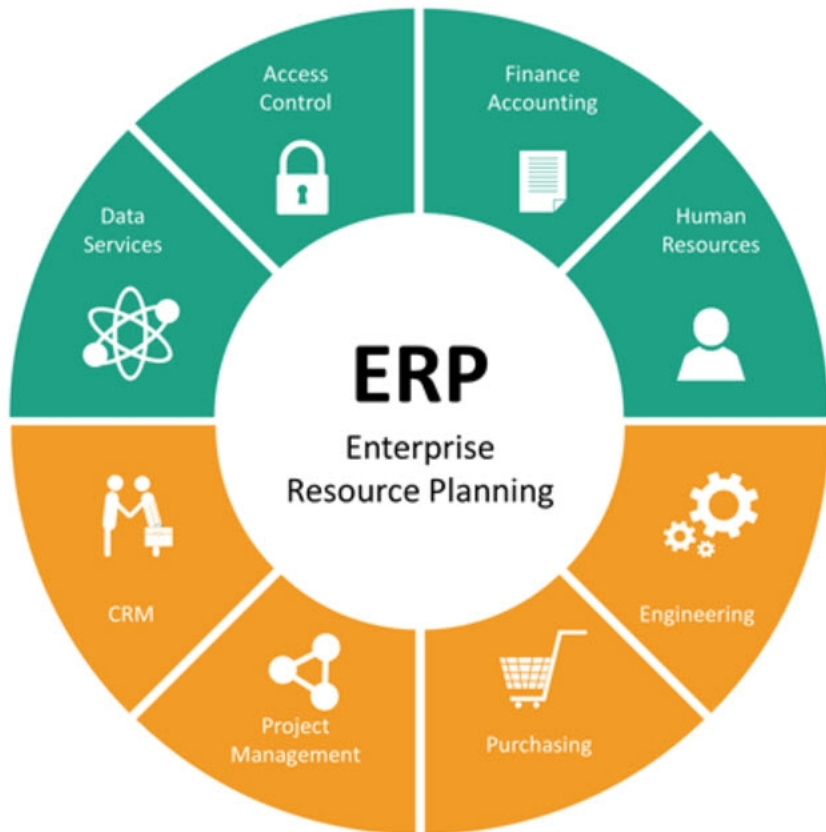 ERP
Enterprise
Resource Planning
Access
Control
Finance
Accounting
Human
Resources
Engineering
Purchasing
Project
Management
CRM
Data
Services